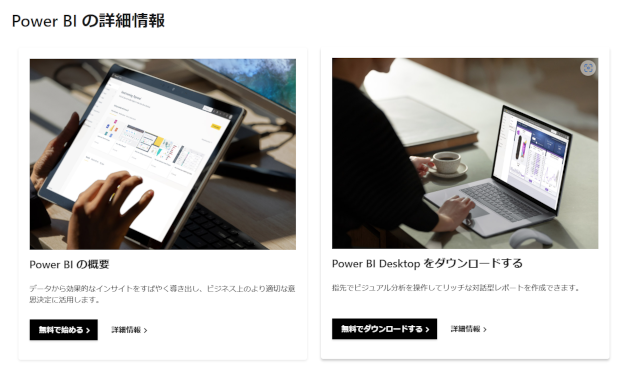 Power BI の詳細情報
Power BI の概要
データから効果的なインサイトをすばやく導き出し、ビジネス上のより適切な意
思決定に活用します。
無料で始める >
詳細情報 >
Power BI Desktop をダウンロードする
指先でビジュアル分析を操作してリッチな対話型レポートを作成できます。
無料でダウンロードする >
詳細情報 >